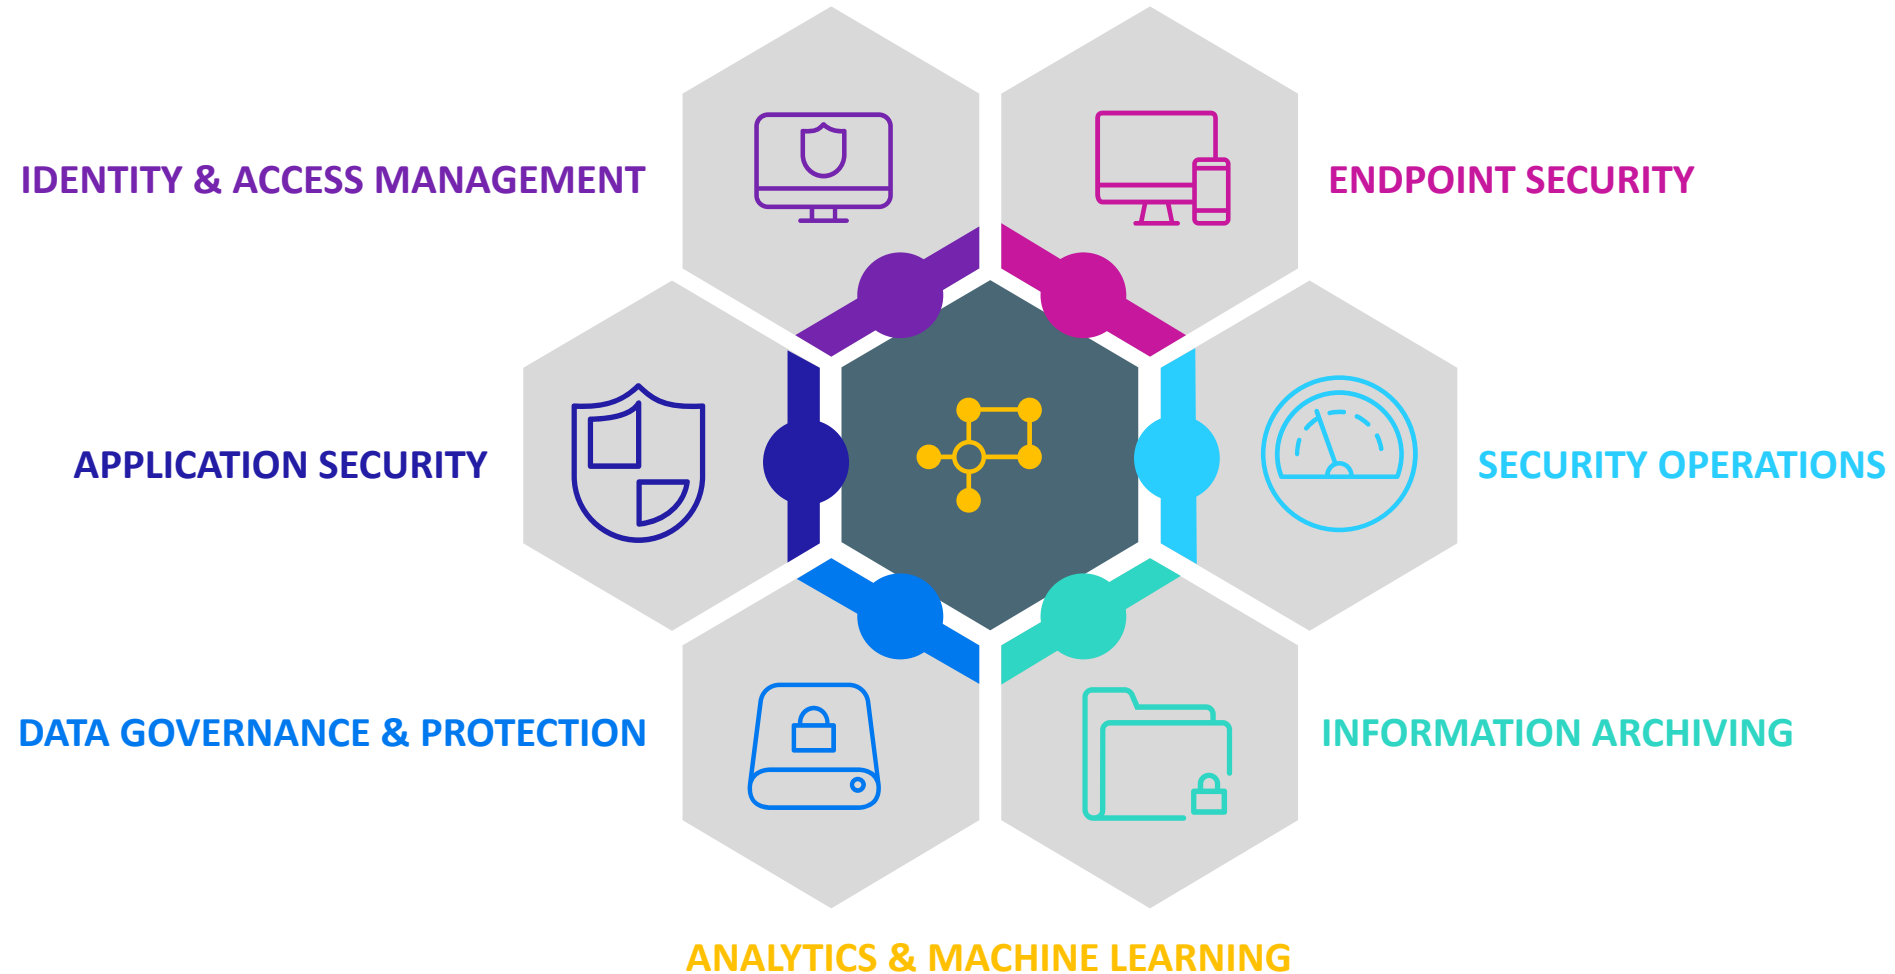 IDENTITY & ACCESS MANAGEMENT
ENDPOINT SECURITY
APPLICATION SECURITY
SECURITY OPERATIONS
DATA GOVERNANCE & PROTECTION
INFORMATION ARCHIVING
ANALYTICS & MACHINE LEARNING